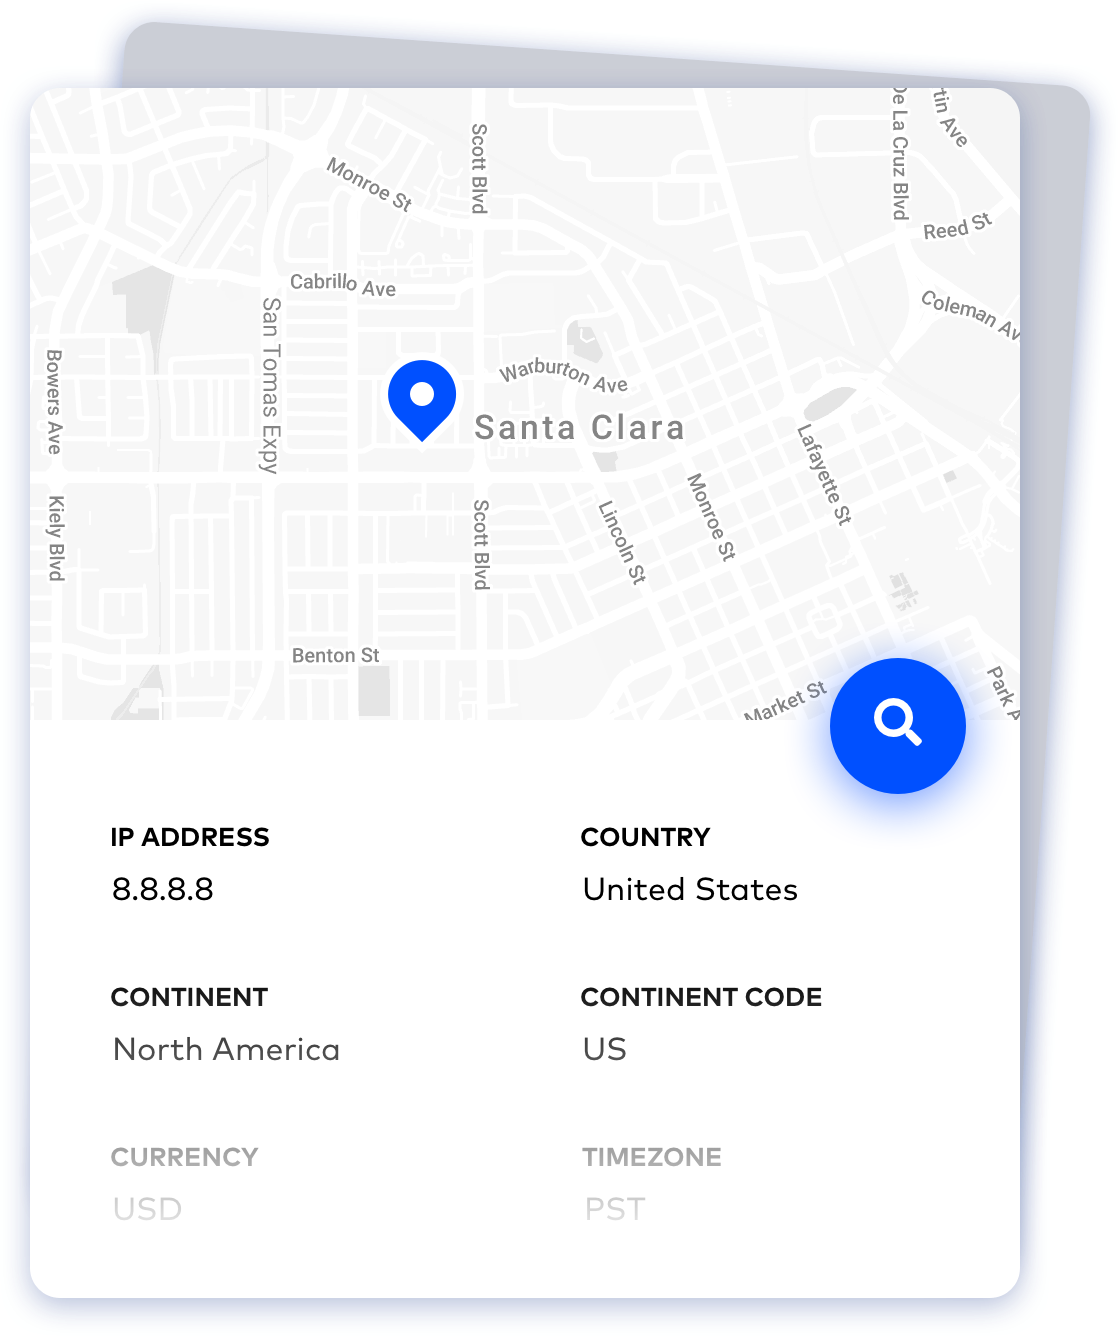 De La Cruz Blvd
Scott Blvd
Monroe St
Reed St
Cabrillo Ave
Coleman Av
San Tomas Expy
Bowers Ave
Warburton Ave
Santa Clara
Lafayette St
Monroe St
Kiely Blvd
Scott Blvd
Lincoln St
Benton St
Market St
Park A
IP ADDRESS
COUNTRY
8.8.8.8
United States
CONTINENT
CONTINENT CODE
North America
US
CURRENCY
TIMEZONE
USD
PST